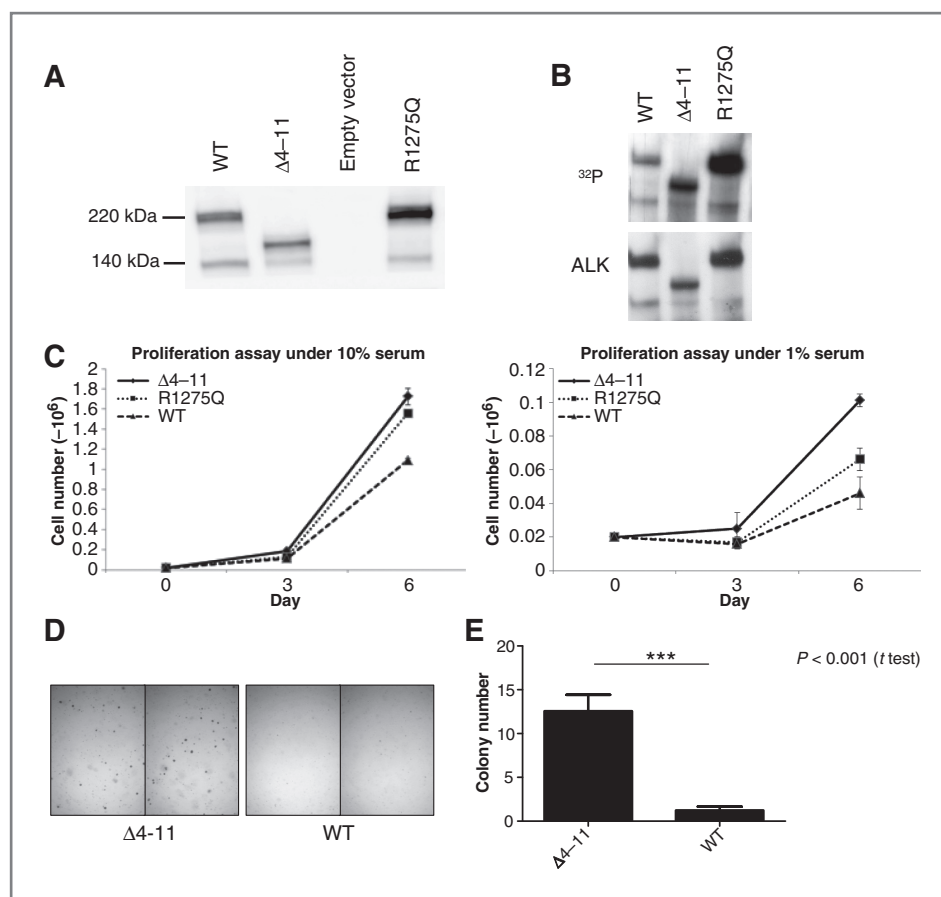 A
WT
Δ4–11
Empty vector
R1275Q
220 kDa
140 kDa
B
WT
Δ4–11
R1275Q
32P
ALK
C
Proliferation assay under 10% serum
Δ4–11
R1275Q
WT
Cell number (–10⁶)
2
1.8
1.6
1.4
1.2
1
0.8
0.6
0.4
0.2
0
0
3
6
Day
Proliferation assay under 1% serum
Δ4–11
R1275Q
WT
Cell number (–10⁶)
0.12
0.1
0.08
0.06
0.04
0.02
0
0
3
6
Day
D
Δ4-11
WT
E
Colony number
20
15
10
5
0
***
P < 0.001 (t test)
Δ4–11
WT